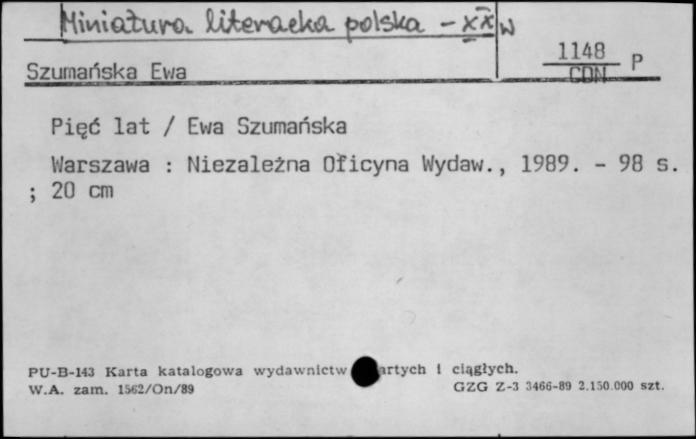 Miniatura literacka polska - XX w
1148 P
CDN
Szumańska Ewa
Pięć lat / Ewa Szumańska
Warszawa : Niezależna Oficyna Wydaw., 1989. - 98 s.
; 20 cm
PU-B-143 Karta katalogowa wydawnictw artych i ciągłych.
W.A. zam. 1562/On/89 GZG Z-3 3466-89 2.150.000 szt.